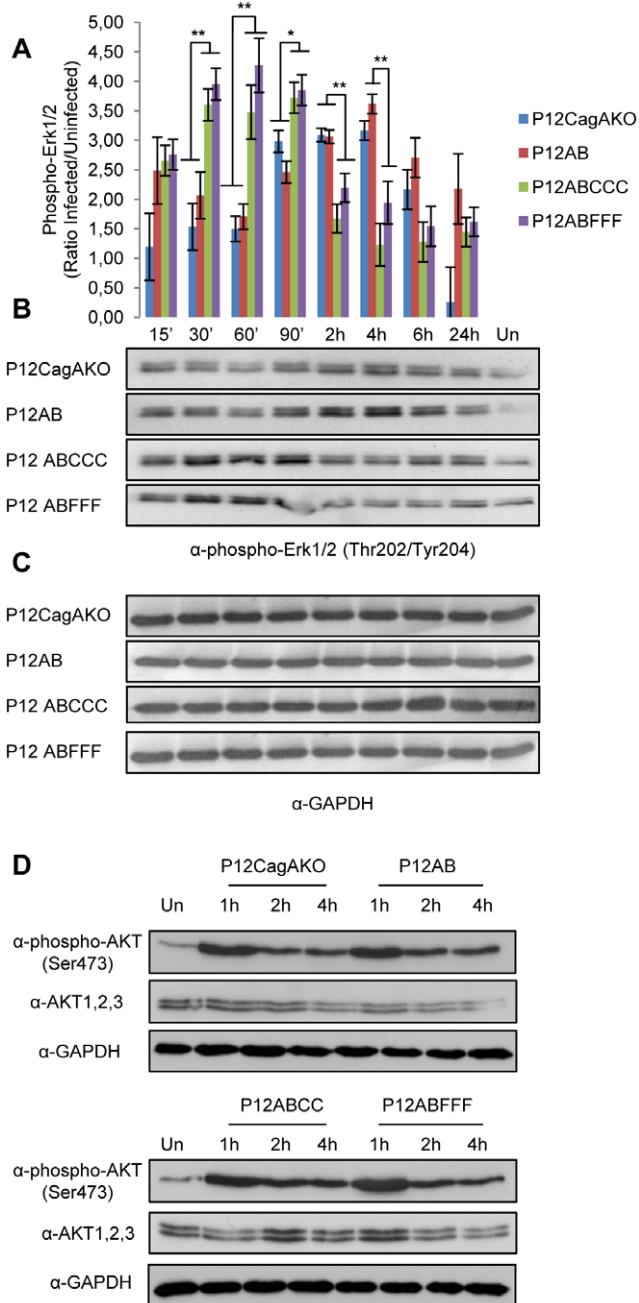 A
Phospho-Erk1/2
(Ratio Infected/Uninfected)
5,00
4,50
4,00
3,50
3,00
2,50
2,00
1,50
1,00
0,50
0,00
** ** * ** **
P12CagAKO
P12AB
P12ABCCC
P12ABFFF
15' 30' 60' 90' 2h 4h 6h 24h Un
B
P12CagAKO
P12AB
P12 ABCCC
P12 ABFFF
α-phospho-Erk1/2 (Thr202/Tyr204)
C
P12CagAKO
P12AB
P12 ABCCC
P12 ABFFF
α-GAPDH
D
P12CagAKO P12AB
Un 1h 2h 4h 1h 2h 4h
α-phospho-AKT
(Ser473)
α-AKT1,2,3
α-GAPDH
P12ABCC P12ABFFF
Un 1h 2h 4h 1h 2h 4h
α-phospho-AKT
(Ser473)
α-AKT1,2,3
α-GAPDH